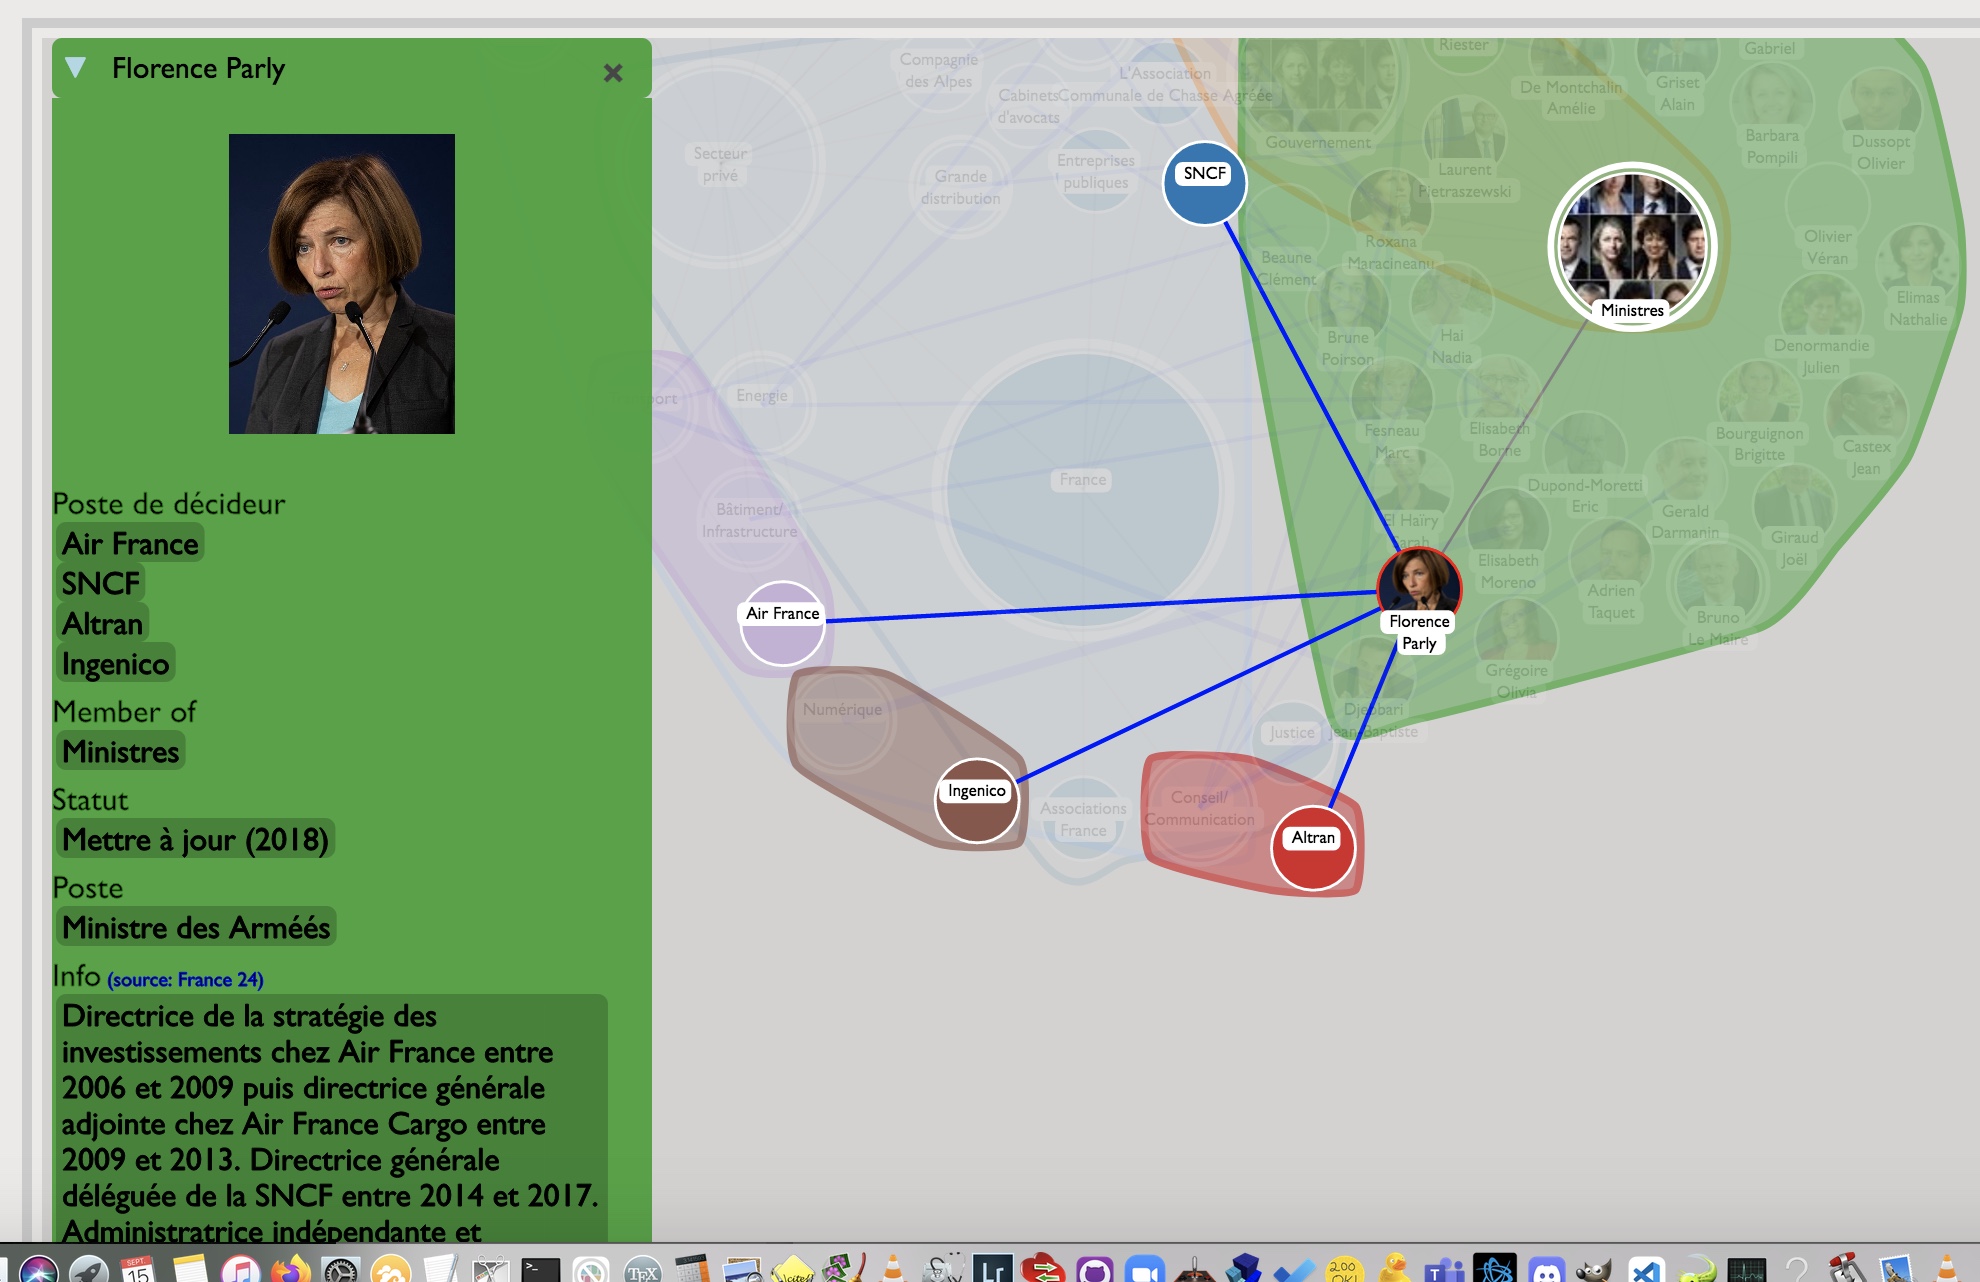 Florence Parly
Poste de décideur
Air France
SNCF
Altran
Ingenico
Member of
Ministres
Statut
Mettre à jour (2018)
Poste
Ministre des Arméés
Info (source: France 24)
Directrice de la stratégie des
investissements chez Air France entre
2006 et 2009 puis directrice générale
adjointe chez Air France Cargo entre
2009 et 2013. Directrice générale
déléguée de la SNCF entre 2014 et 2017.
Administratrice indépendante et
Compagnie
des Alpes
L'Association
Communale de Chasse Agréée
Cabinets
d'avocats
Secteur
privé
Grande
distribution
Entreprises
publiques
SNCF
Gouvernement
Riester
De Montchalin
Amélie
Griset
Alain
Gabriel
Barbara
Pompili
Dussopt
Olivier
Laurent
Pietraszewski
Roxana
Maracineanu
Beaune
Clément
Ministres
Olivier
Véran
Elimas
Nathalie
Brune
Poirson
Hai
Nadia
Denormandie
Julien
Energie
France
Fesneau
Marc
Elisabeth
Borne
Bourguignon
Brigitte
Castex
Jean
Bâtiment/
Infrastructure
Dupond-Moretti
Eric
Gerald
Darmanin
El Haïry
Sarah
Giraud
Joël
Elisabeth
Moreno
Adrien
Taquet
Bruno
Le Maire
Air France
Florence
Parly
Grégoire
Olivia
Numérique
Djebbari
Jean-Baptiste
Justice
Ingenico
Associations
France
Conseil/
Communication
Altran
SEPT.
15
TEX
Lr
200
OK!